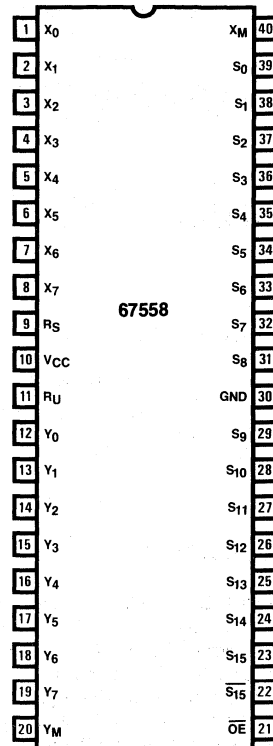 1 X0 XM 40
2 X1 S0 39
3 X2 S1 38
4 X3 S2 37
5 X4 S3 36
6 X5 S4 35
7 X6 S5 34
8 X7 S6 33
67558
9 RS S7 32
10 VCC S8 31
11 RU GND 30
12 Y0 S9 29
13 Y1 S10 28
14 Y2 S11 27
15 Y3 S12 26
16 Y4 S13 25
17 Y5 S14 24
18 Y6 S15 23
19 Y7 S̅1̅5̅ 22
20 YM O̅E̅ 21